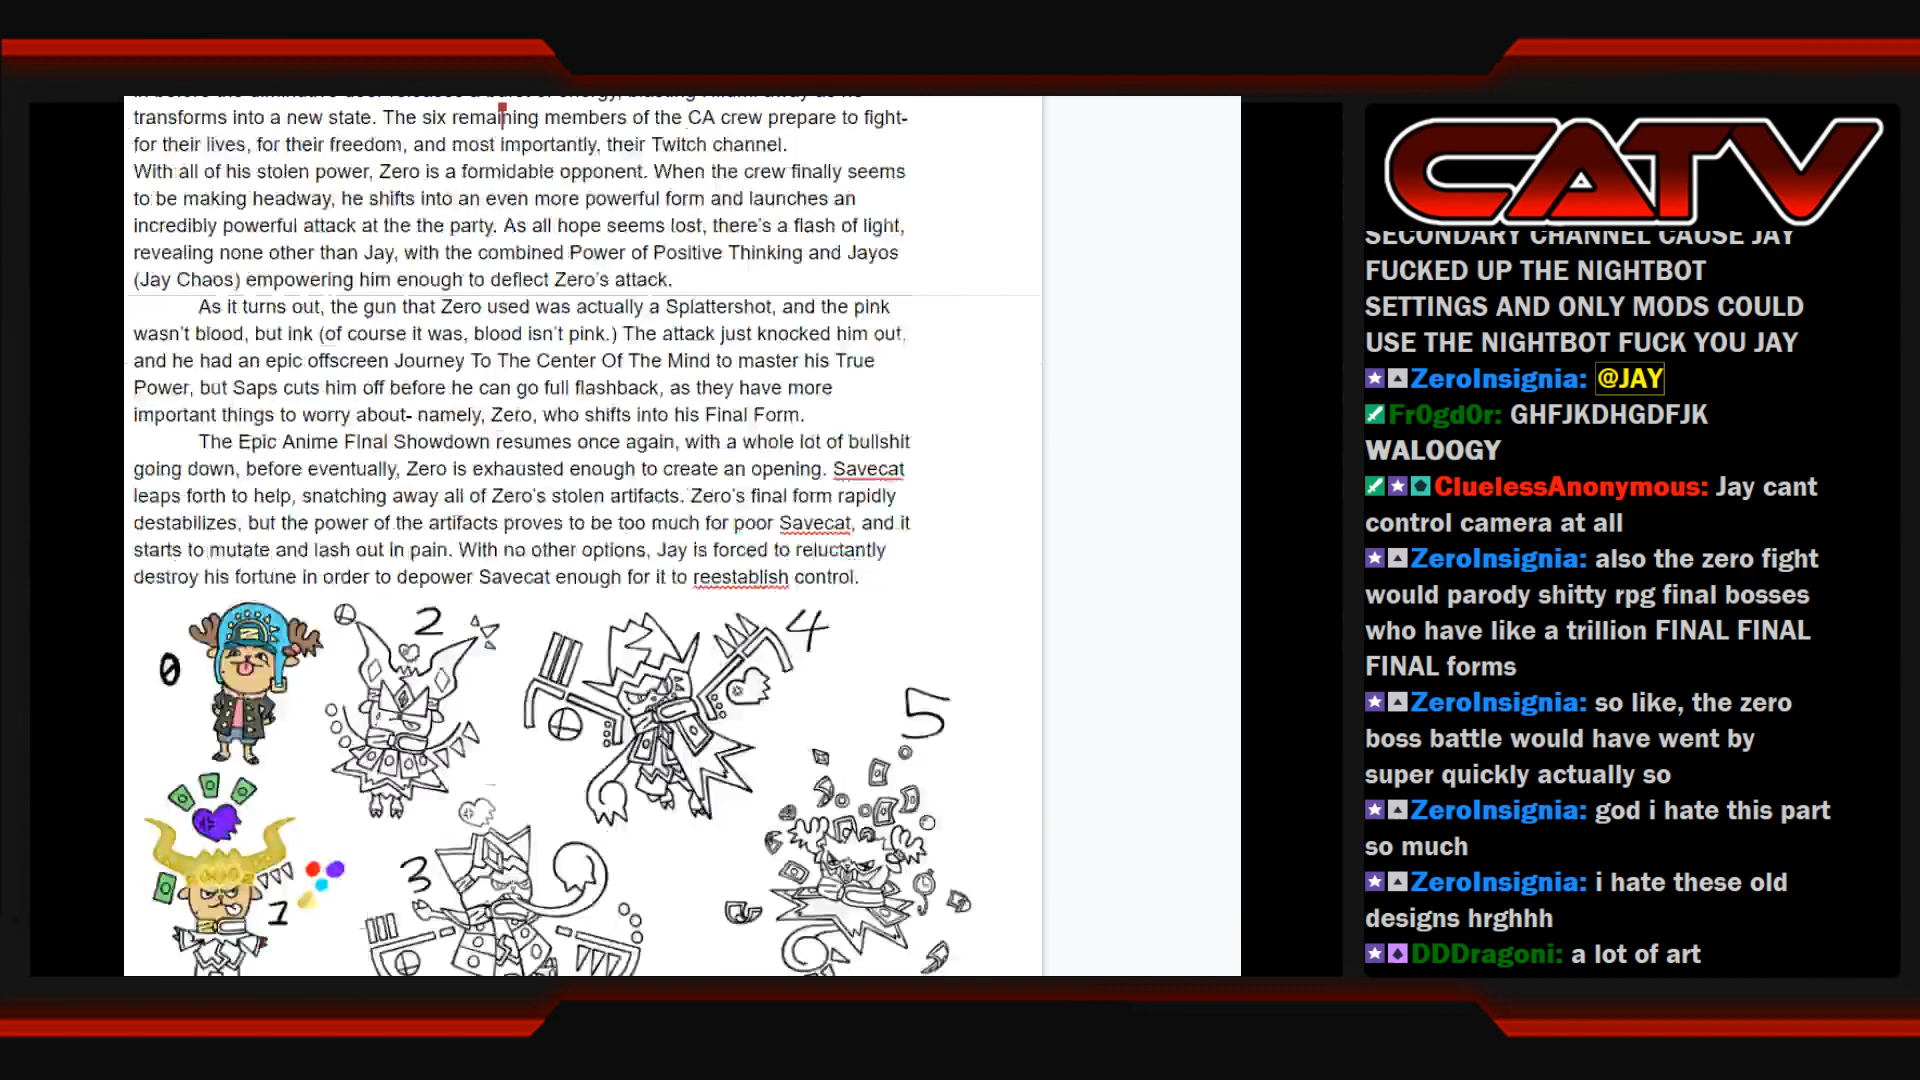 transforms into a new state. The six remaining members of the CA crew prepare to fight-
for their lives, for their freedom, and most importantly, their Twitch channel.
With all of his stolen power, Zero is a formidable opponent. When the crew finally seems
to be making headway, he shifts into an even more powerful form and launches an
incredibly powerful attack at the the party. As all hope seems lost, there's a flash of light,
revealing none other than Jay, with the combined Power of Positive Thinking and Jayos
(Jay Chaos) empowering him enough to deflect Zero's attack.
As it turns out, the gun that Zero used was actually a Splattershot, and the pink
wasn't blood, but ink (of course it was, blood isn't pink.) The attack just knocked him out,
and he had an epic offscreen Journey To The Center Of The Mind to master his True
Power, but Saps cuts him off before he can go full flashback, as they have more
important things to worry about- namely, Zero, who shifts into his Final Form.
The Epic Anime FInal Showdown resumes once again, with a whole lot of bullshit
going down, before eventually, Zero is exhausted enough to create an opening. Savecat
leaps forth to help, snatching away all of Zero's stolen artifacts. Zero's final form rapidly
destabilizes, but the power of the artifacts proves to be too much for poor Savecat, and it
starts to mutate and lash out in pain. With no other options, Jay is forced to reluctantly
destroy his fortune in order to depower Savecat enough for it to reestablish control.
0
2
4
5
1
3
CATV
SECONDARY CHANNEL CAUSE JAY
FUCKED UP THE NIGHTBOT
SETTINGS AND ONLY MODS COULD
USE THE NIGHTBOT FUCK YOU JAY
ZeroInsignia: @JAY
Fr0gd0r: GHFJKDHGDFJK
WALOOGY
CluelessAnonymous: Jay cant
control camera at all
ZeroInsignia: also the zero fight
would parody shitty rpg final bosses
who have like a trillion FINAL FINAL
FINAL forms
ZeroInsignia: so like, the zero
boss battle would have went by
super quickly actually so
ZeroInsignia: god i hate this part
so much
ZeroInsignia: i hate these old
designs hrghhh
DDDragoni: a lot of art